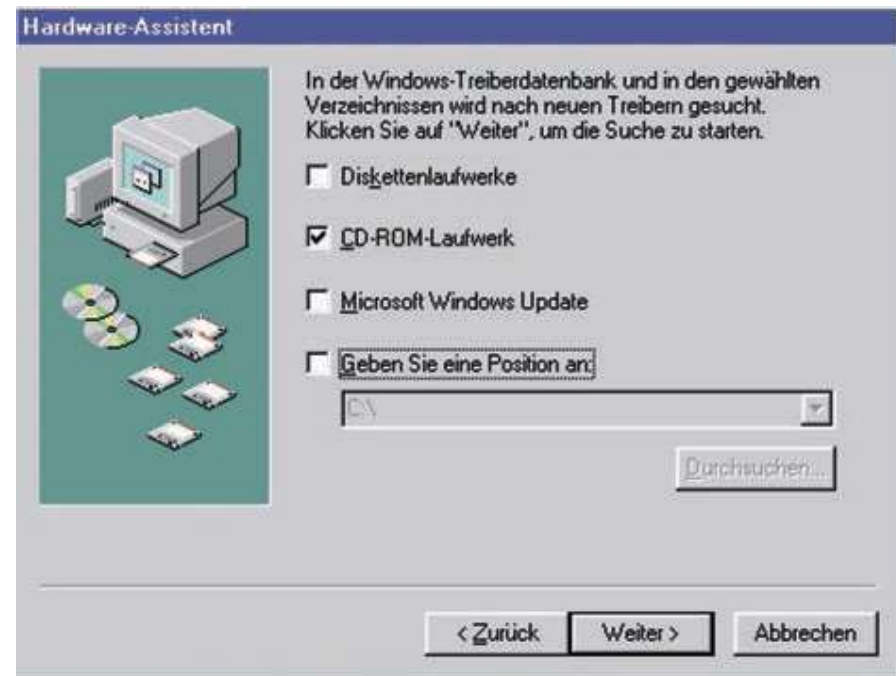 Hardware-Assistent
In der Windows-Treiberdatenbank und in den gewählten
Verzeichnissen wird nach neuen Treibern gesucht.
Klicken Sie auf "Weiter", um die Suche zu starten.
Diskettenlaufwerke
CD-ROM-Laufwerk
Microsoft Windows Update
Geben Sie eine Position an:
C:\
Durchsuchen...
< Zurück
Weiter >
Abbrechen